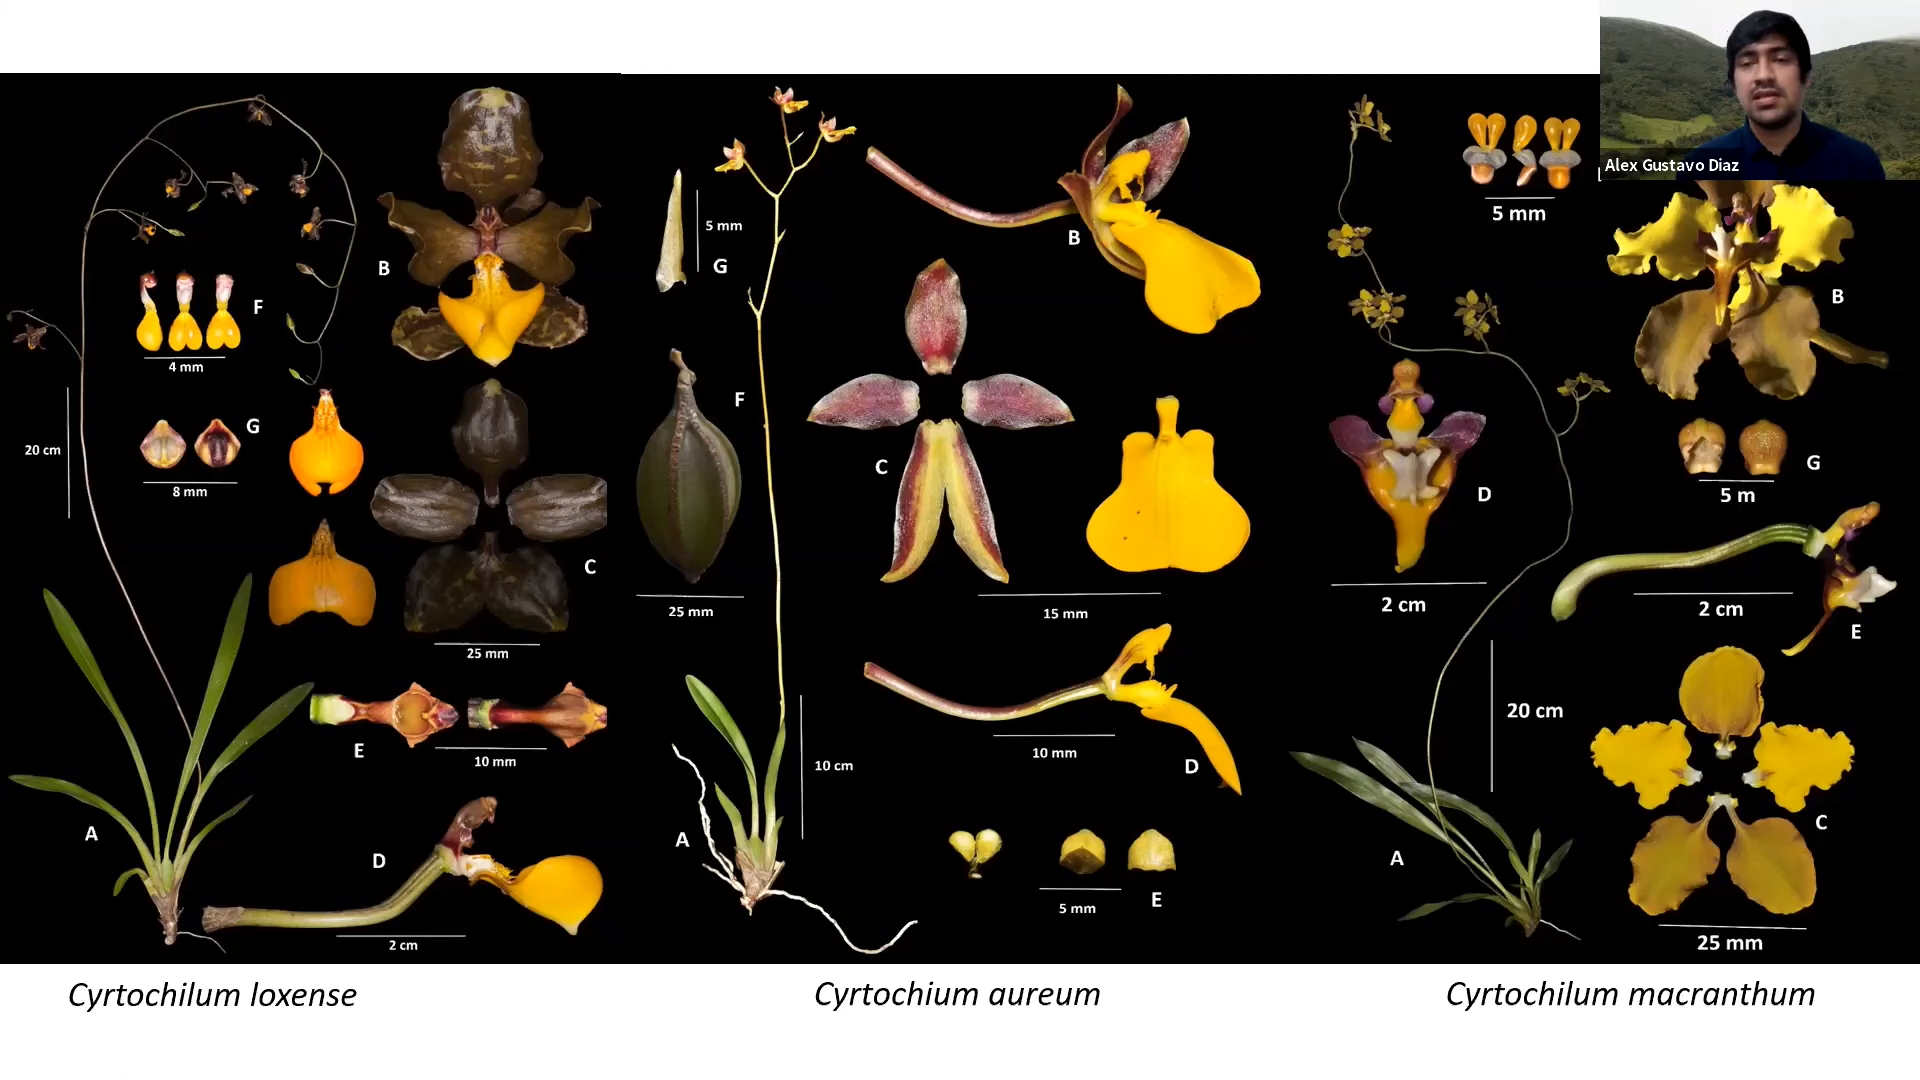 Alex Gustavo Diaz
B
F
4 mm
G
20 cm
8 mm
C
25 mm
E
10 mm
A
D
2 cm
5 mm
G
B
F
C
25 mm
15 mm
10 mm
D
10 cm
A
E
5 mm
5 mm
B
D
G
5 m
2 cm
2 cm
E
20 cm
C
A
25 mm
Cyrtochilum loxense
Cyrtochium aureum
Cyrtochilum macranthum